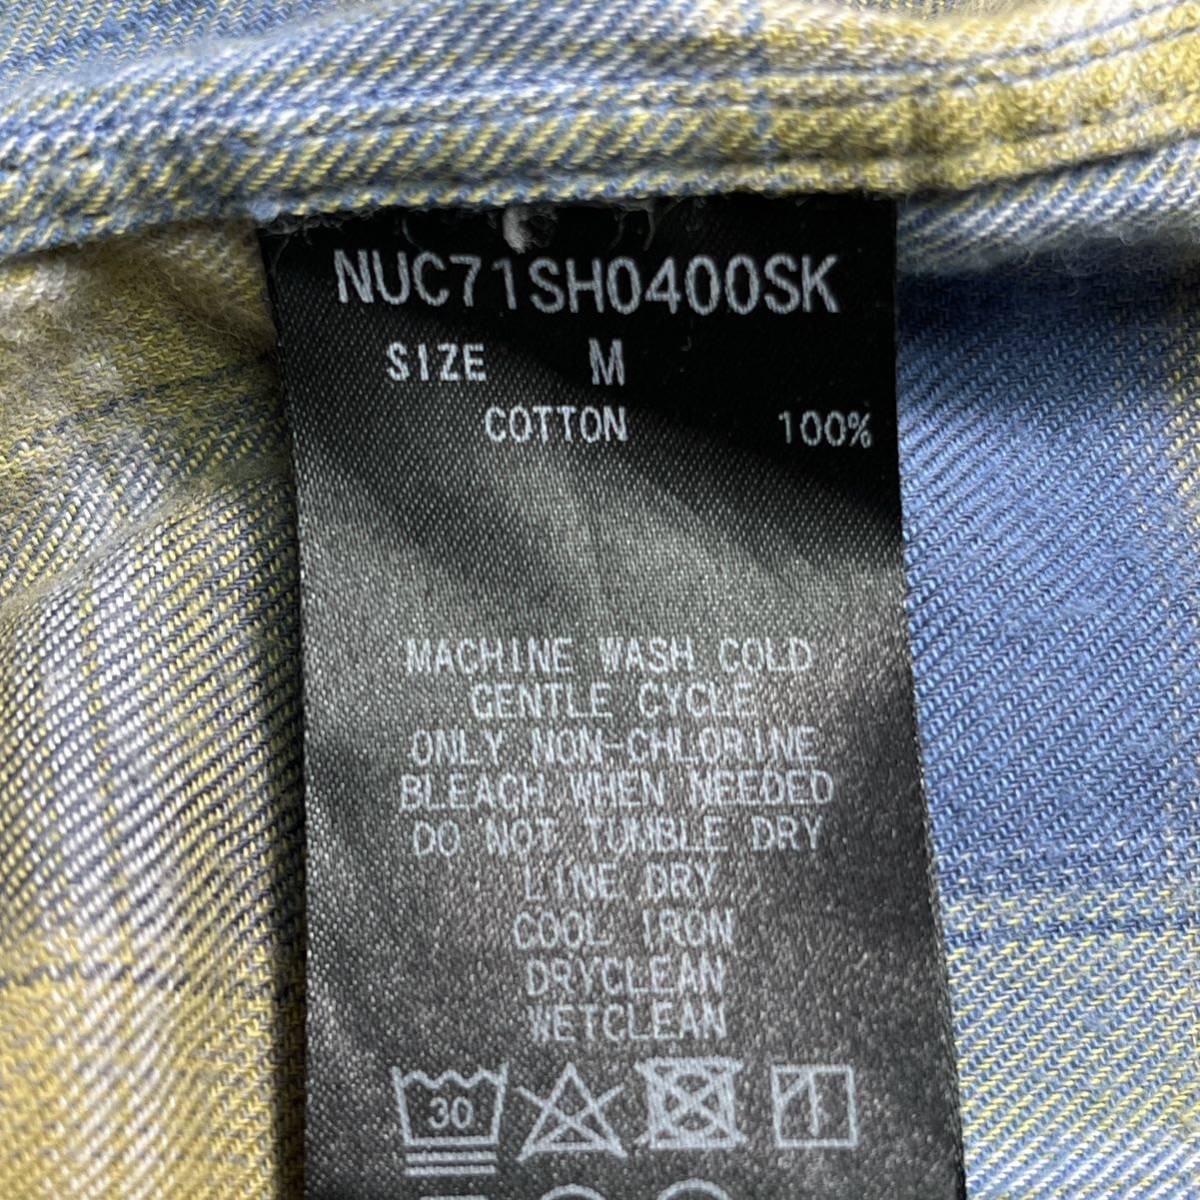 NUC71SH0400SK
SIZE M
COTTON 100%
MACHINE WASH COLD
GENTLE CYCLE
ONLY NON-CHLORINE
BLEACH WHEN NEEDED
DO NOT TUMBLE DRY
LINE DRY
COOL IRON
DRYCLEAN
WETCLEAN
30